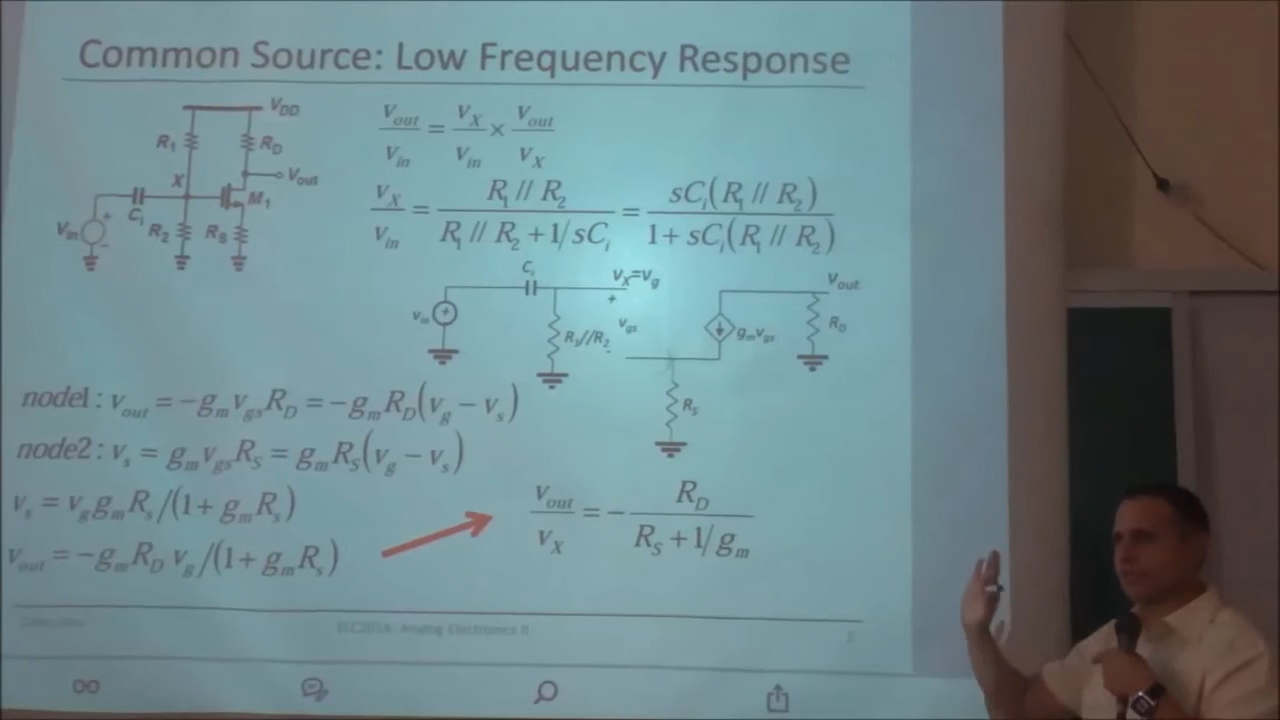 Common Source: Low Frequency Response
V_DD
R_1
R_D
V_out
X
M_1
C_i
V_in
R_2
R_S
V_out/V_in = V_X/V_in × V_out/V_X
V_X/V_in = R_1 // R_2 / (R_1 // R_2 + 1/sC_i) = sC_i(R_1 // R_2) / (1 + sC_i(R_1 // R_2))
C_i
v_X=v_g
+
v_gs
-
v_in
R_1//R_2
g_m v_gs
V_out
R_D
R_s
node1 : v_out = −g_m v_gs R_D = −g_m R_D(v_g − v_s)
node2 : v_s = g_m v_gs R_S = g_m R_S(v_g − v_s)
v_s = v_g g_m R_s/(1 + g_m R_s)
v_out = −g_m R_D v_g/(1 + g_m R_s)
v_out/v_X = − R_D / (R_S + 1/g_m)
Analog Electronics II